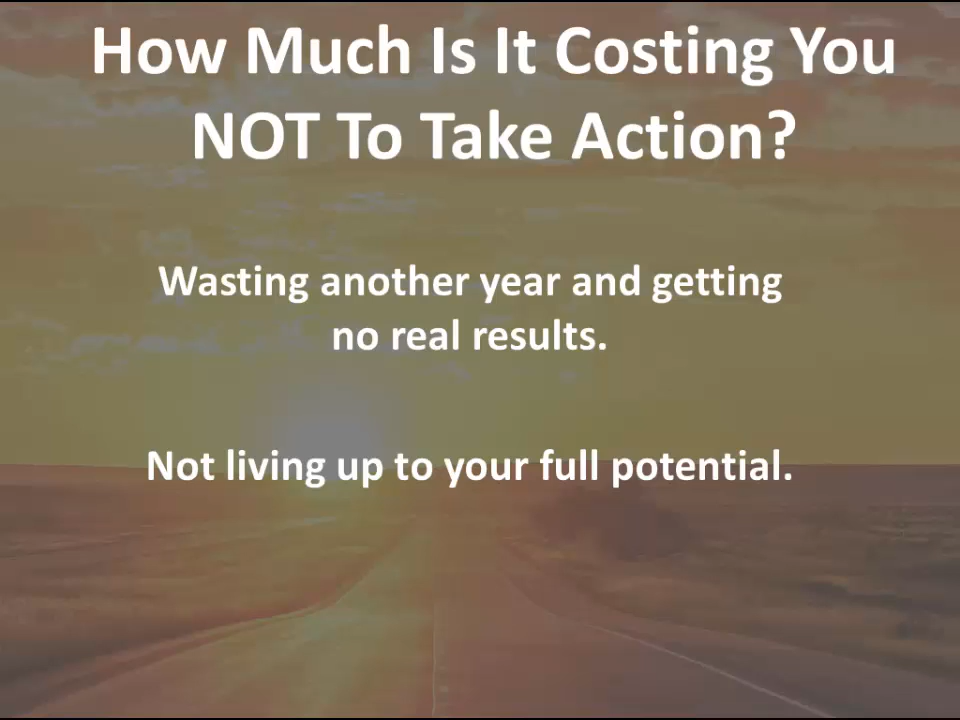 How Much Is It Costing You
NOT To Take Action?
Wasting another year and getting
no real results.
Not living up to your full potential.